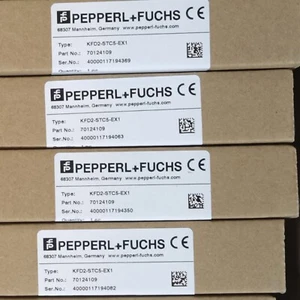 PEPPERL+FUCHS CE
68307 Mannheim, Germany www.pepperl-fuchs.com
Type: KFD2-STC5-EX1
Part No.: 70124109
Ser.No.: 40000117194369
PEPPERL+FUCHS CE
68307 Mannheim, Germany www.pepperl-fuchs.com
Type: KFD2-STC5-EX1
Part No.: 70124109
Ser.No.: 40000117194063
PEPPERL+FUCHS CE
68307 Mannheim, Germany www.pepperl-fuchs.com
Type: KFD2-STC5-EX1
Part No.: 70124109
Ser.No.: 40000117194350
PEPPERL+FUCHS CE
68307 Mannheim, Germany www.pepperl-fuchs.com
Type: KFD2-STC5-EX1
Part No.: 70124109
Ser.No.: 40000117194082